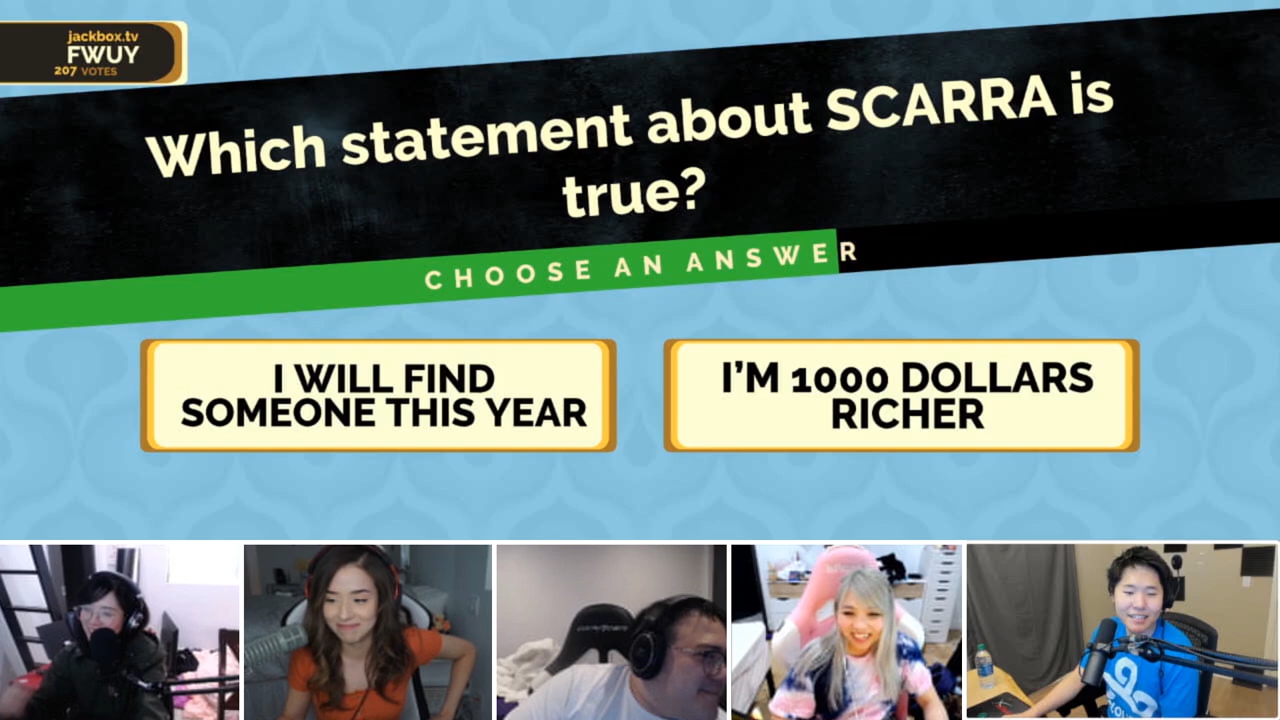 jackbox.tv
FWUY
207 VOTES
Which statement about SCARRA is
true?
CHOOSE AN ANSWER
I WILL FIND
SOMEONE THIS YEAR
I'M 1000 DOLLARS
RICHER